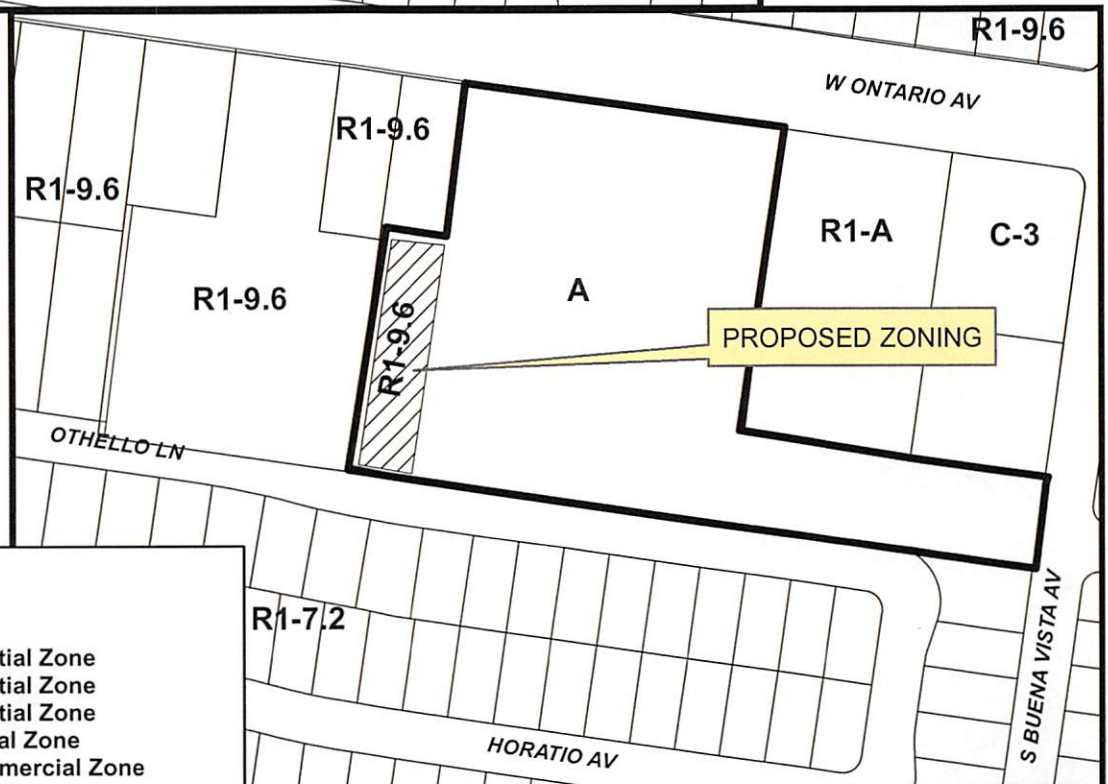 R1-9.6
W ONTARIO AV
R1-9.6
R1-9.6
R1-A
C-3
R1-9.6
A
R1-9.6
PROPOSED ZONING
OTHELLO LN
R1-7.2
S BUENA VISTA AV
HORATIO AV
tial Zone
tial Zone
tial Zone
al Zone
mercial Zone